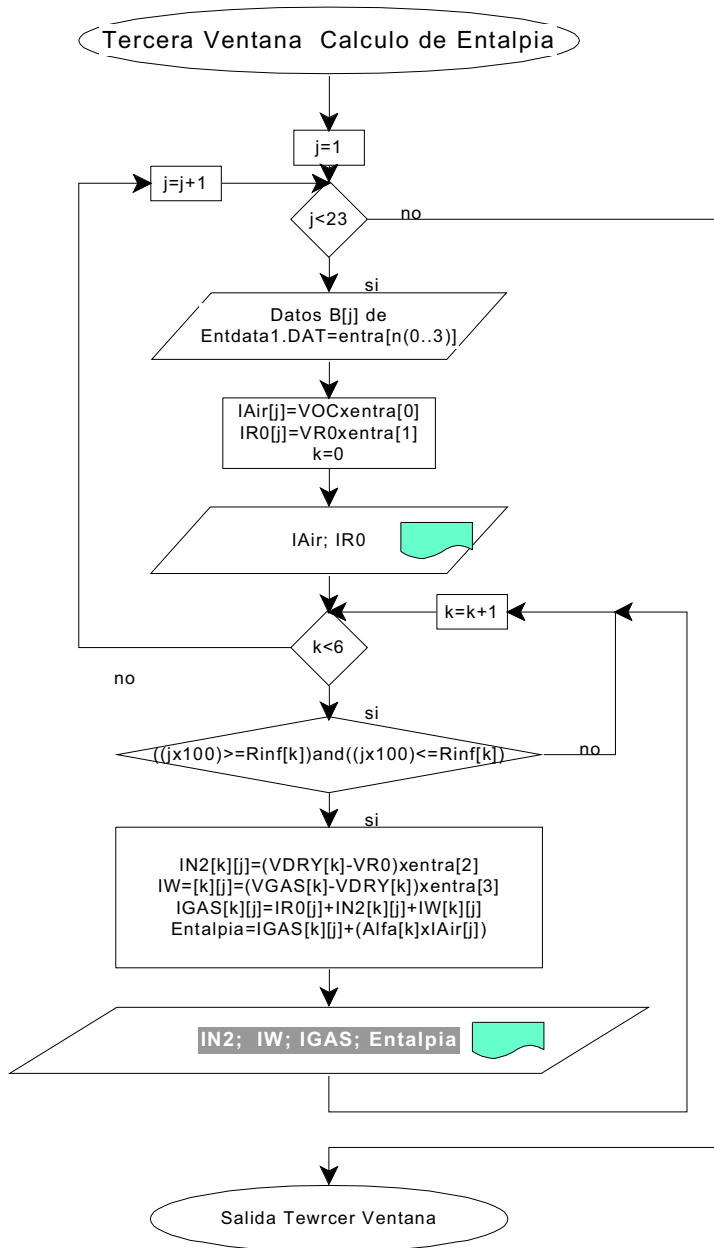 Tercera Ventana  Calculo de Entalpia
j=1
j=j+1
j<23
no
si
Datos B[j] de
Entdata1.DAT=entra[n(0..3)]
IAir[j]=VOCxentra[0]
IR0[j]=VR0xentra[1]
k=0
IAir; IR0
k=k+1
k<6
no
si
((jx100)>=Rinf[k])and((jx100)<=Rinf[k])
no
si
IN2[k][j]=(VDRY[k]-VR0)xentra[2]
IW=[k][j]=(VGAS[k]-VDRY[k])xentra[3]
IGAS[k][j]=IR0[j]+IN2[k][j]+IW[k][j]
Entalpia=IGAS[k][j]+(Alfa[k]xIAir[j])
IN2;  IW; IGAS; Entalpia
Salida Tewrcer Ventana